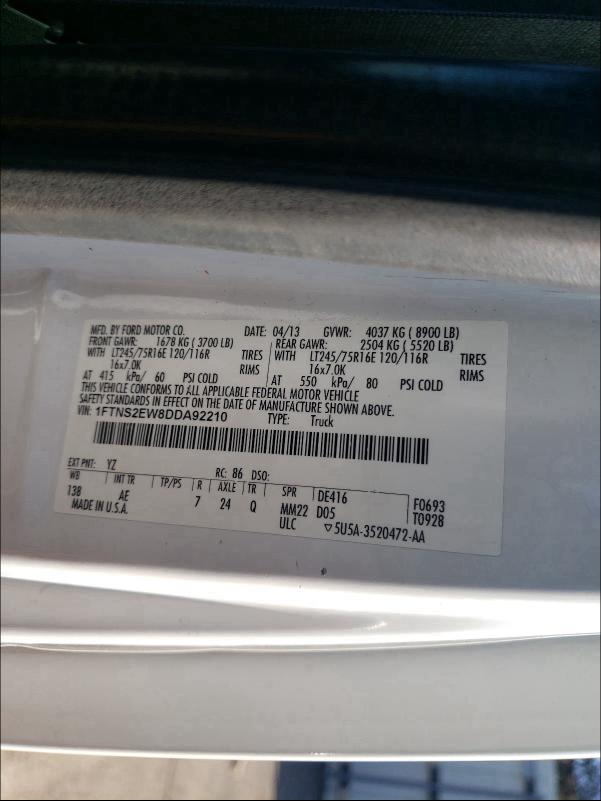 MFD. BY FORD MOTOR CO. DATE: 04/13 GVWR: 4037 KG ( 8900 LB)
FRONT GAWR: 1678 KG ( 3700 LB) REAR GAWR: 2504 KG ( 5520 LB)
WITH LT245/75R16E 120/116R TIRES WITH LT245/75R16E 120/116R TIRES
16x7.0K RIMS 16x7.0K RIMS
AT 415 kPa/ 60 PSI COLD AT 550 kPa/ 80 PSI COLD
THIS VEHICLE CONFORMS TO ALL APPLICABLE FEDERAL MOTOR VEHICLE
SAFETY STANDARDS IN EFFECT ON THE DATE OF MANUFACTURE SHOWN ABOVE.
VIN: 1FTNS2EW8DDA92210 TYPE: Truck
EXT PNT: YZ RC: 86 DSO:
WB INT TR TP/PS R AXLE TR SPR DE416 F0693
138 AE 7 24 Q MM22 D05 T0928
MADE IN U.S.A. ULC ▽5U5A-3520472-AA